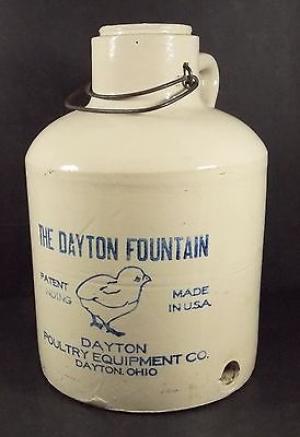 THE DAYTON FOUNTAIN
PATENT MADE
PENDING IN U.S.A.
DAYTON
POULTRY EQUIPMENT CO.
DAYTON, OHIO